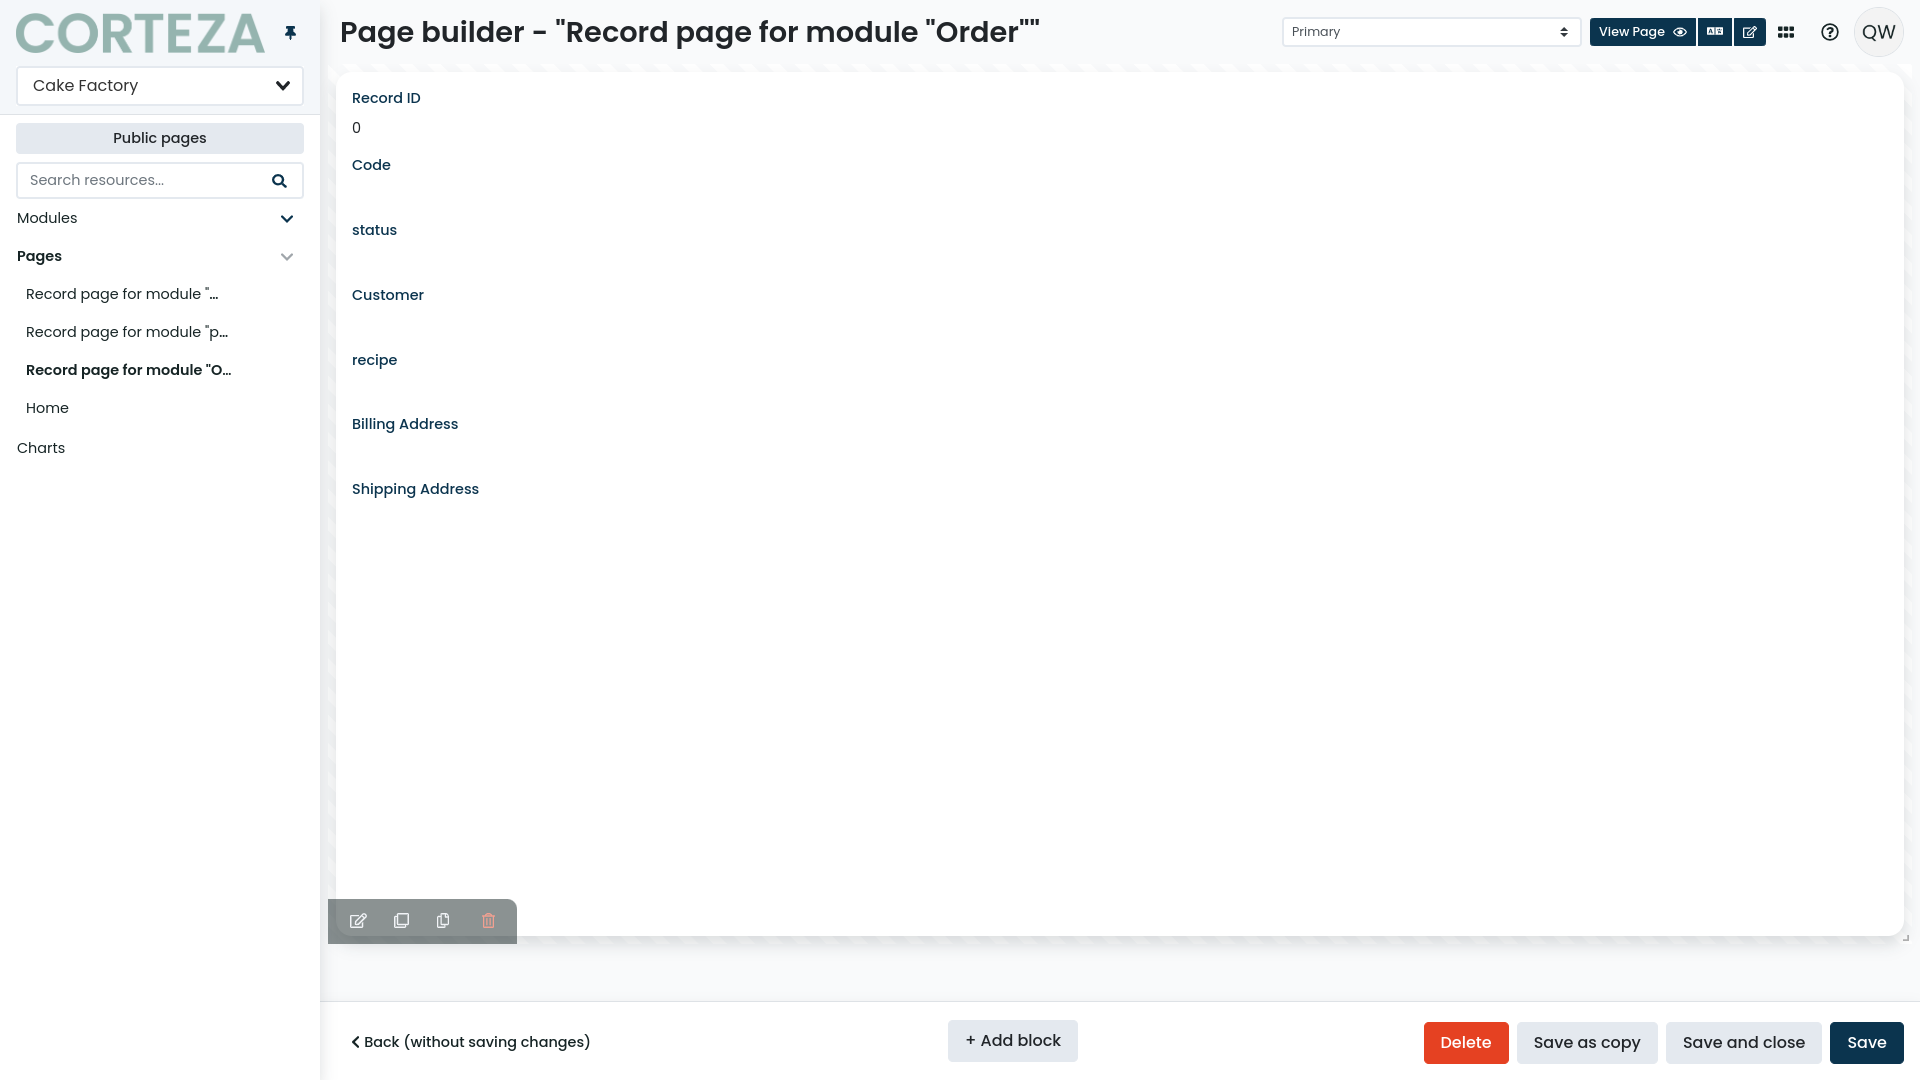 CORTEZA
Cake Factory
Public pages
Search resources...
Modules
Pages
Record page for module "...
Record page for module "p...
Record page for module "O...
Home
Charts
Page builder - "Record page for module "Order""
Primary
View Page
QW
Record ID
0
Code
status
Customer
recipe
Billing Address
Shipping Address
Back (without saving changes)
+ Add block
Delete
Save as copy
Save and close
Save